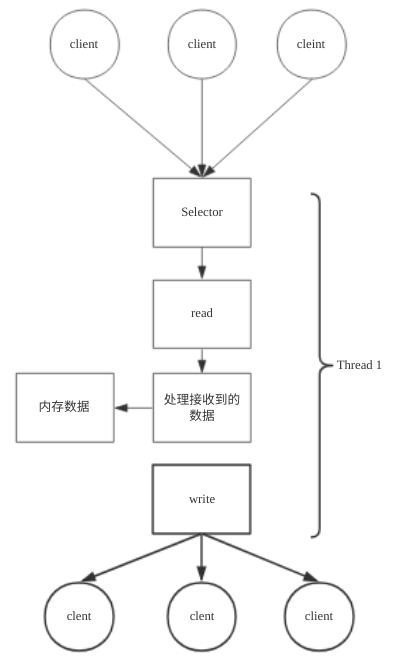 client
client
cleint
Selector
read
Thread 1
内存数据
处理接收到的
数据
write
clent
clent
client